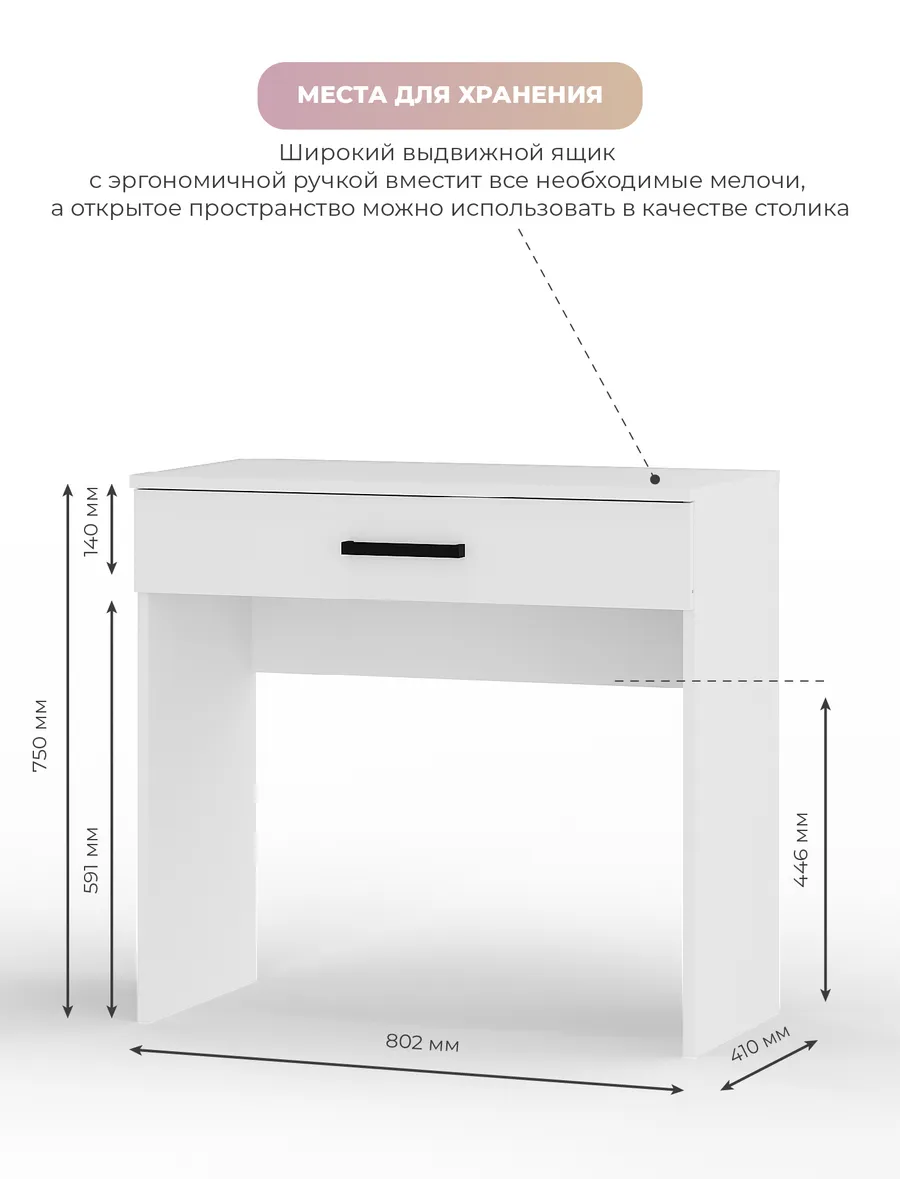 МЕСТА ДЛЯ ХРАНЕНИЯ
Широкий выдвижной ящик
с эргономичной ручкой вместит все необходимые мелочи,
а открытое пространство можно использовать в качестве столика
140 мм
750 мм
591 мм
446 мм
802 мм
410 мм